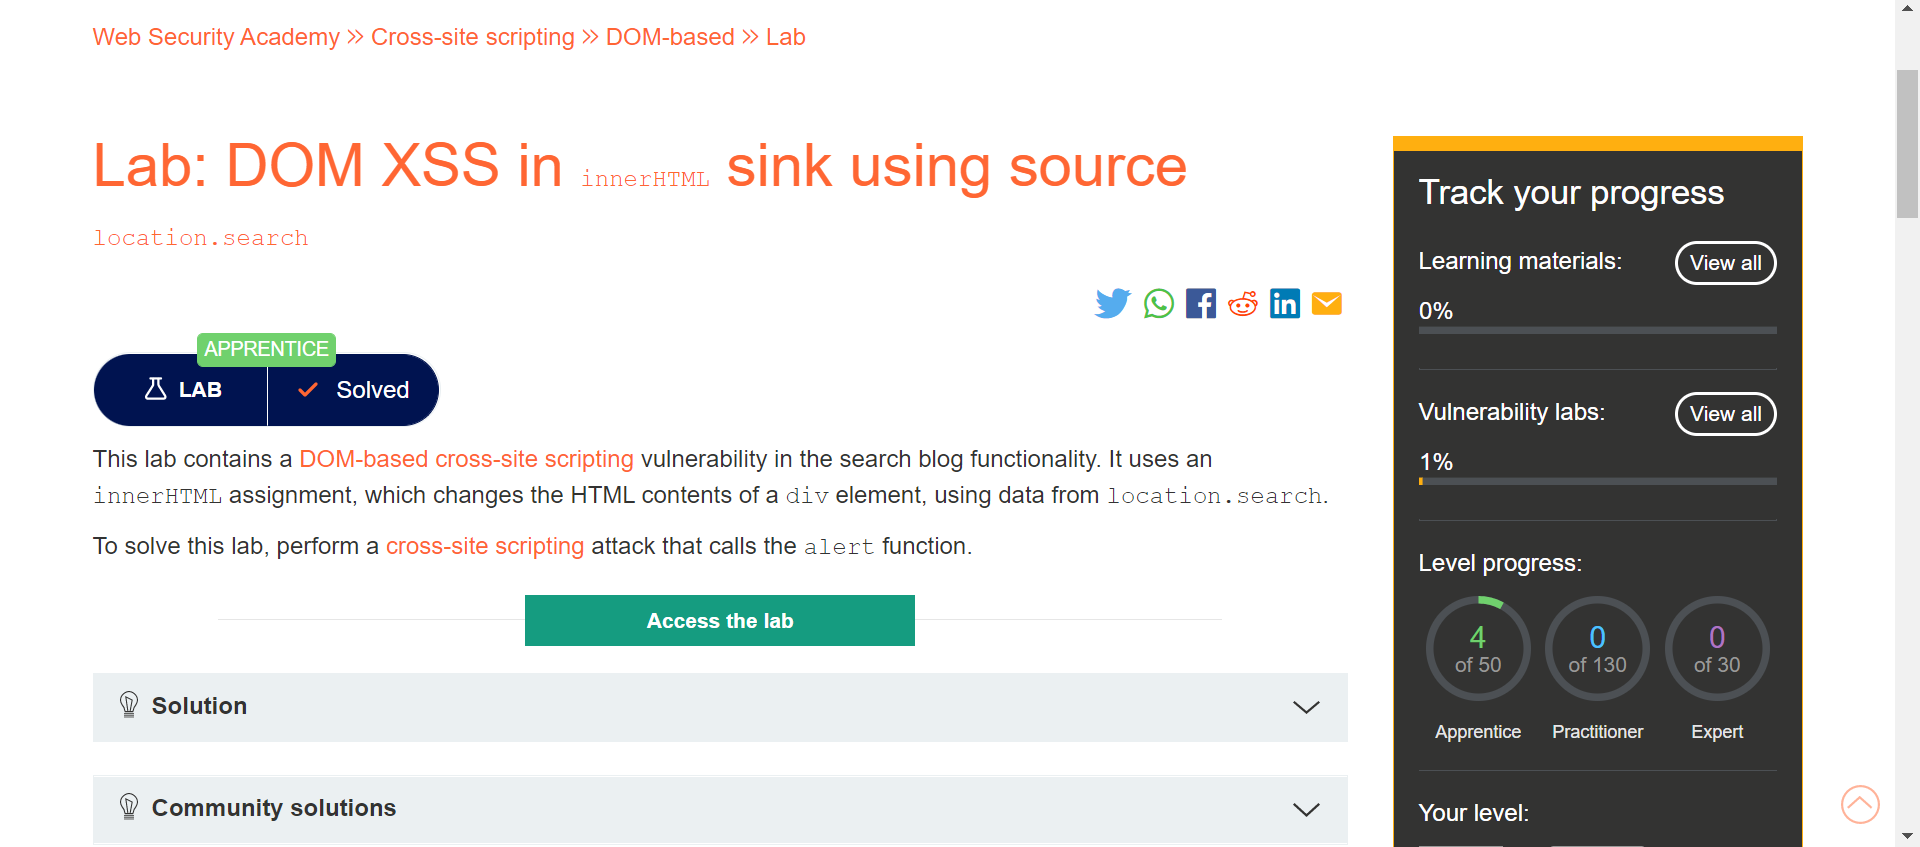 Web Security Academy >> Cross-site scripting >> DOM-based >> Lab
Lab: DOM XSS in innerHTML sink using source
location.search
APPRENTICE
LAB Solved
This lab contains a DOM-based cross-site scripting vulnerability in the search blog functionality. It uses an
innerHTML assignment, which changes the HTML contents of a div element, using data from location.search.
To solve this lab, perform a cross-site scripting attack that calls the alert function.
Access the lab
Solution
Community solutions
Track your progress
Learning materials: View all
0%
Vulnerability labs: View all
1%
Level progress:
4 0 0
of 50 of 130 of 30
Apprentice Practitioner Expert
Your level: